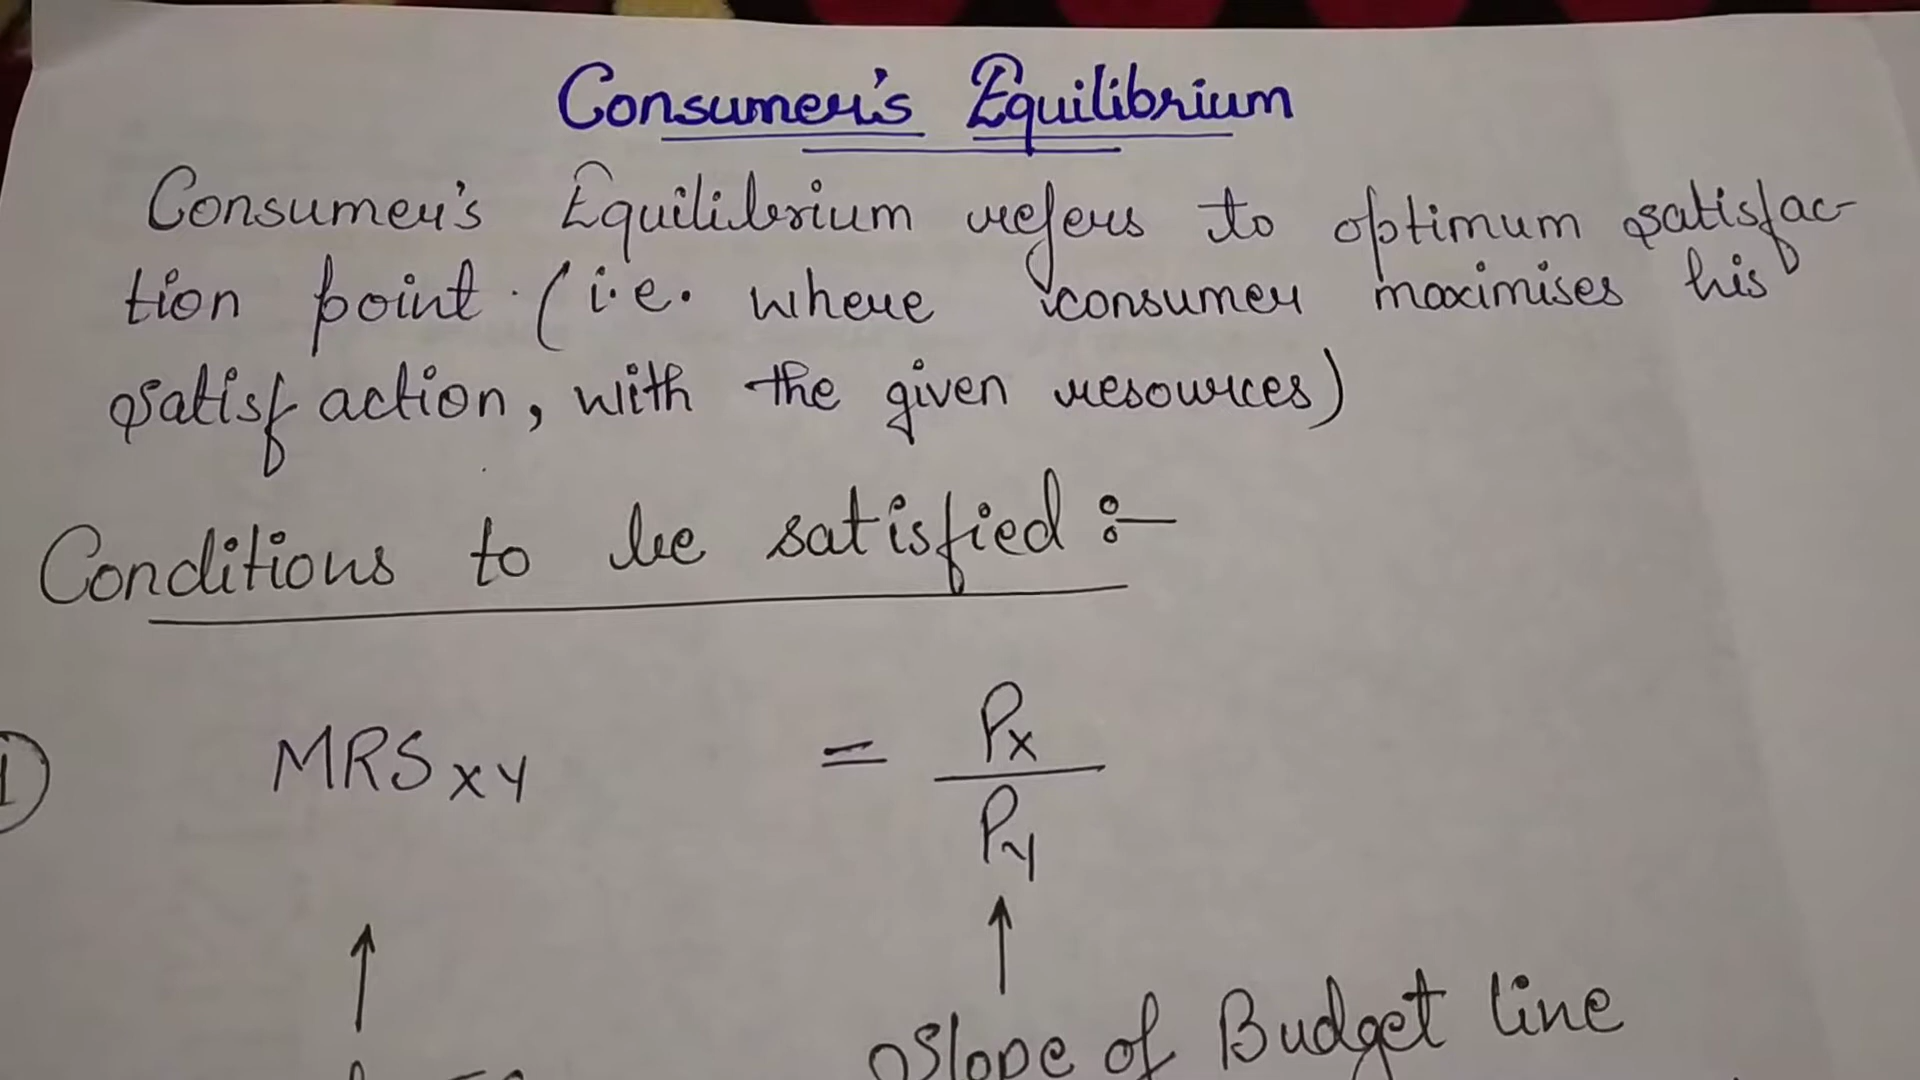 Consumer's Equilibrium
Consumer's Equilibrium refers to optimum satisfac-
tion point. (i.e. where consumer maximises his
satisfaction, with the given resources)
Conditions to be satisfied :-
1 MRSxy = Px
Py
↑ ↑
Slope of Budget line